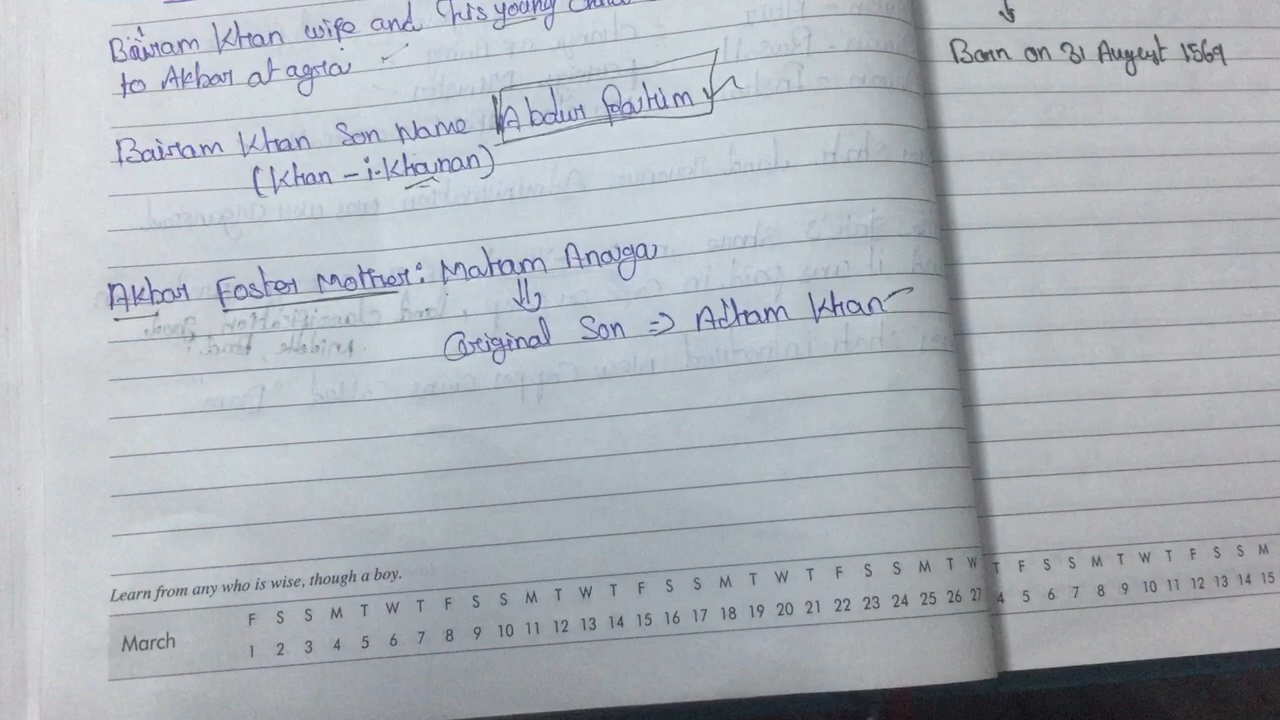 Bairam Khan wife and his young child
to Akbar at agra
Bairam Khan Son Name Abdur Rahim
(Khan-i-Khanan)
Akbar Foster Mother: Maham Anaga
⇓
Original Son ⇒ Adham Khan
Learn from any who is wise, though a boy.
F S S M T W T F S S M T W T F S S M T W T F S S M T W
March 1 2 3 4 5 6 7 8 9 10 11 12 13 14 15 16 17 18 19 20 21 22 23 24 25 26 27
↓
Born on 31 August 1569
T F S S M T W T F S S M
4 5 6 7 8 9 10 11 12 13 14 15